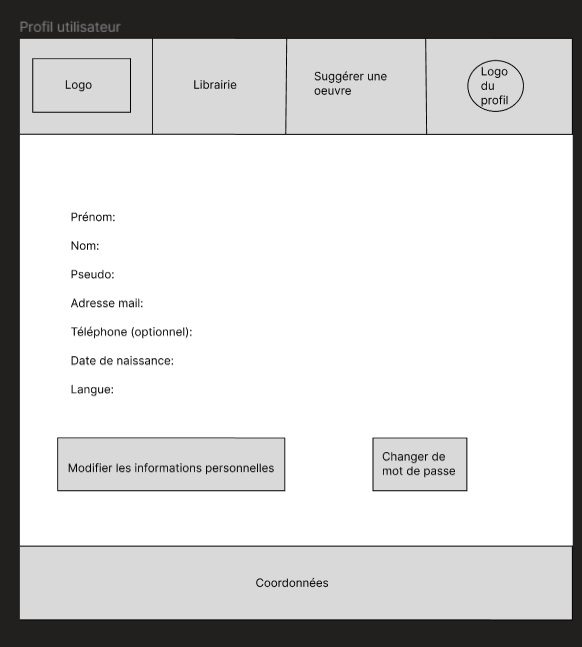 Profil utilisateur
Logo
Librairie
Suggérer une
oeuvre
Logo
du
profil
Prénom:
Nom:
Pseudo:
Adresse mail:
Téléphone (optionnel):
Date de naissance:
Langue:
Modifier les informations personnelles
Changer de
mot de passe
Coordonnées